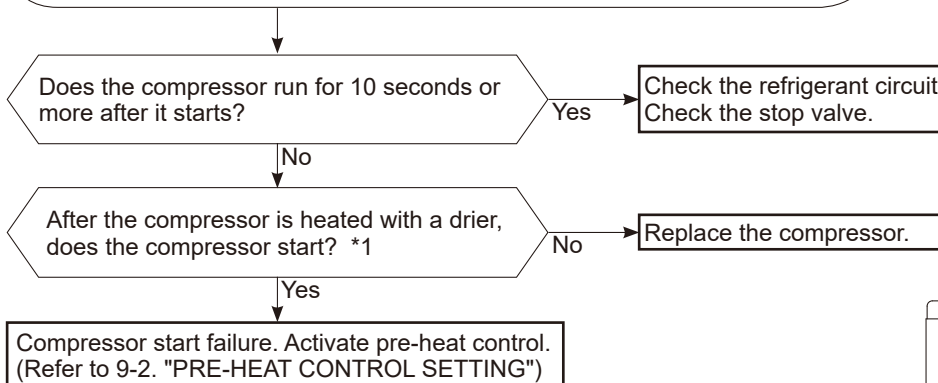 Does the compressor run for 10 seconds or
more after it starts?
Yes
Check the refrigerant circuit
Check the stop valve.
No
After the compressor is heated with a drier,
does the compressor start? *1
No
Replace the compressor.
Yes
Compressor start failure. Activate pre-heat control.
(Refer to 9-2. "PRE-HEAT CONTROL SETTING")